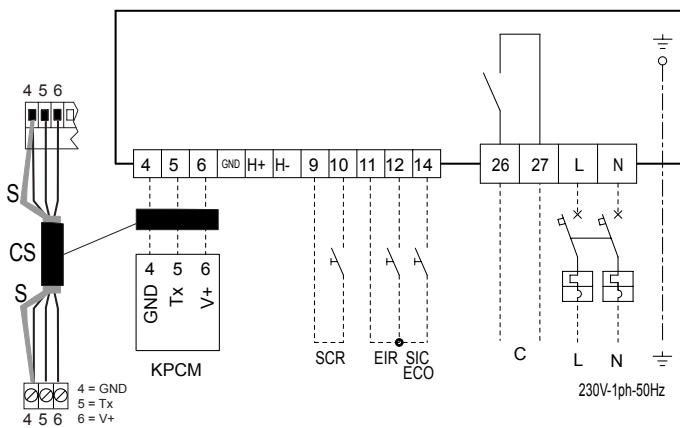 4 5 6
4 5 6 GND H+ H- 9 10 11 12 14
26 27 L N
S
CS
S
4 5 6
GND Tx V+
KPCM
SCR
EIR SIC
ECO
C
L N
230V-1ph-50Hz
4 = GND
5 = Tx
6 = V+
4 5 6